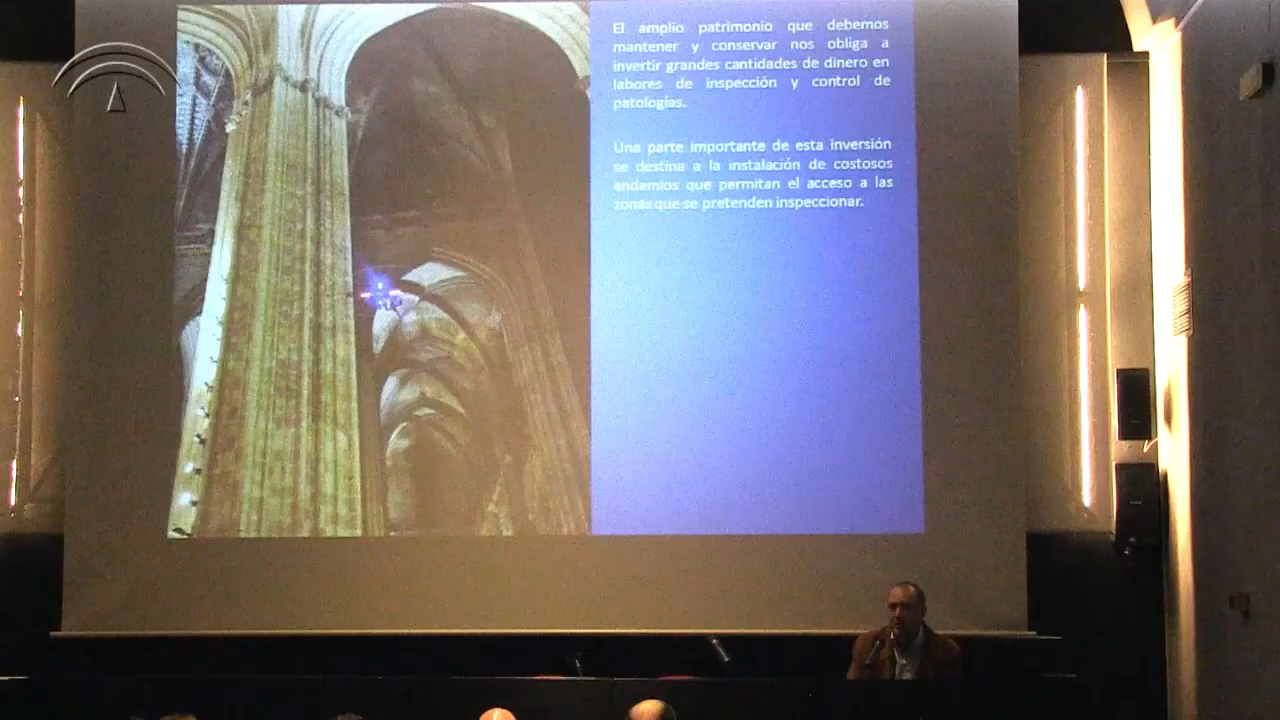 El amplio patrimonio que debemos
mantener y conservar nos obliga a
invertir grandes cantidades de dinero en
labores de inspección y control de
patologías.
Una parte importante de esta inversión
se destina a la instalación de costosos
andamios que permitan el acceso a las
zonas que se pretenden inspeccionar.